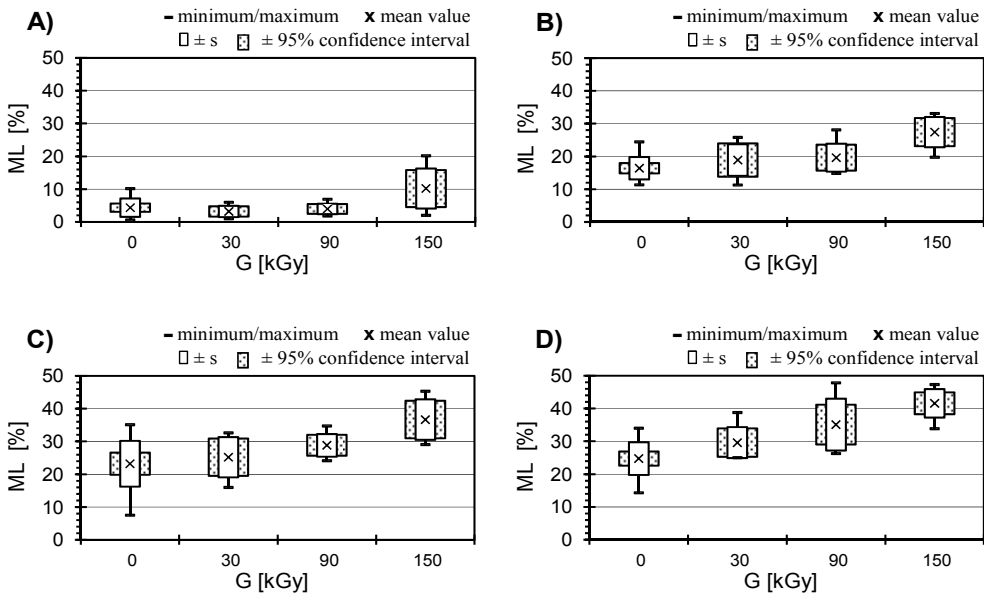 A)
– minimum/maximum x mean value
± s ± 95% confidence interval
50
40
30
20
10
0
ML [%]
0 30 90 150
G [kGy]
B)
– minimum/maximum x mean value
± s ± 95% confidence interval
50
40
30
20
10
0
ML [%]
0 30 90 150
G [kGy]
C)
– minimum/maximum x mean value
± s ± 95% confidence interval
50
40
30
20
10
0
ML [%]
0 30 90 150
G [kGy]
D)
– minimum/maximum x mean value
± s ± 95% confidence interval
50
40
30
20
10
0
ML [%]
0 30 90 150
G [kGy]